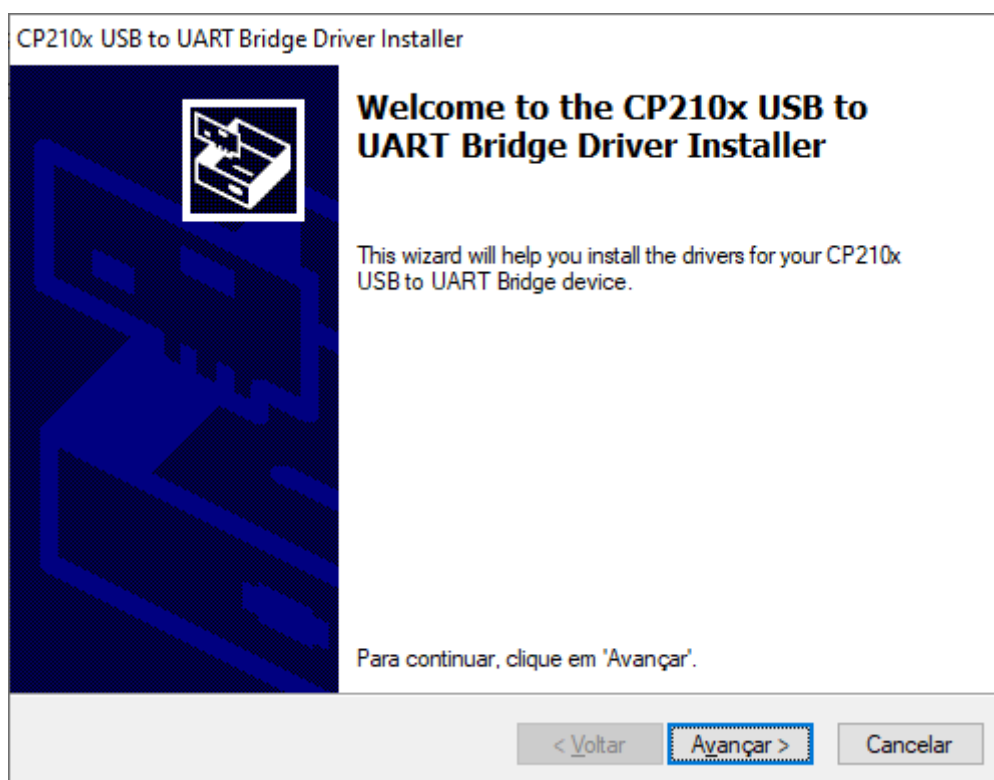 CP210x USB to UART Bridge Driver Installer
Welcome to the CP210x USB to
UART Bridge Driver Installer
This wizard will help you install the drivers for your CP210x
USB to UART Bridge device.
Para continuar, clique em 'Avançar'.
< Voltar
Avançar >
Cancelar